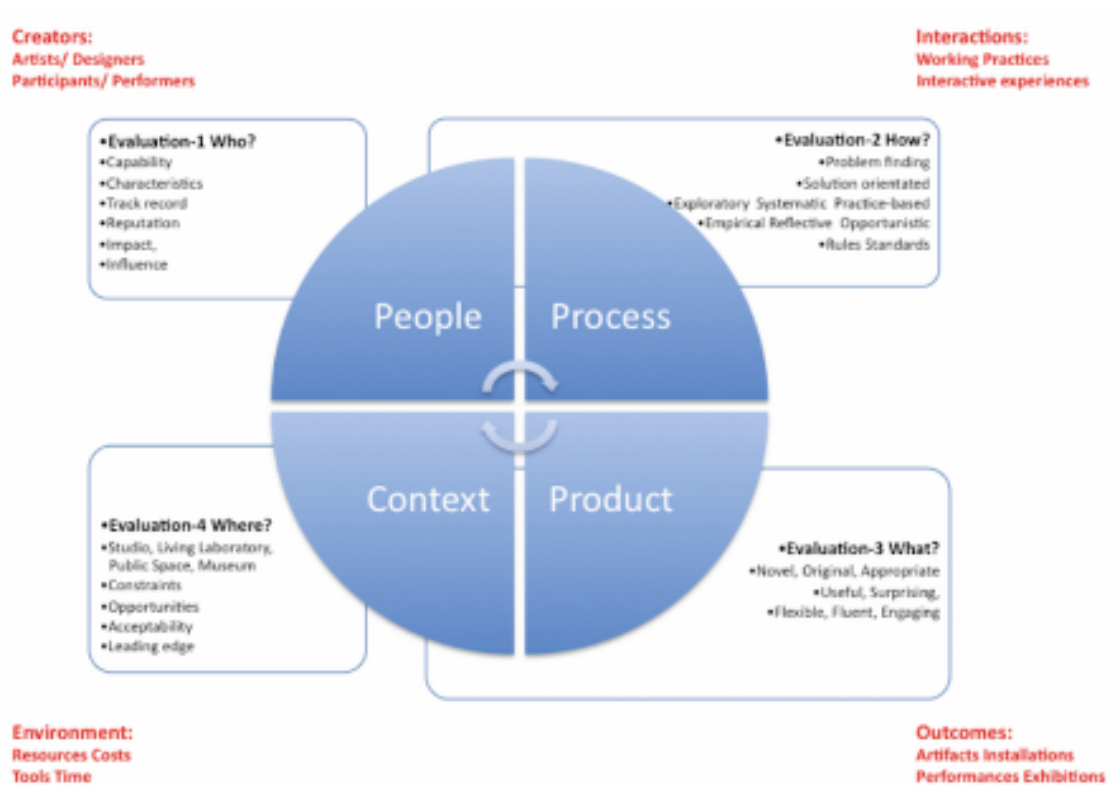 Creators:
Artists/ Designers
Participants/ Performers
Interactions:
Working Practices
Interactive experiences
•Evaluation-1 Who?
•Capability
•Characteristics
•Track record
•Reputation
•Impact,
•Influence
•Evaluation-2 How?
•Problem finding
•Solution orientated
•Exploratory Systematic Practice-based
•Empirical Reflective Opportunistic
•Rules Standards
People
Process
Context
Product
•Evaluation-4 Where?
•Studio, Living Laboratory,
Public Space, Museum
•Constraints
•Opportunities
•Acceptability
•Leading edge
•Evaluation-3 What?
•Novel, Original, Appropriate
•Useful, Surprising,
•Flexible, Fluent, Engaging
Environment:
Resources Costs
Tools Time
Outcomes:
Artifacts Installations
Performances Exhibitions